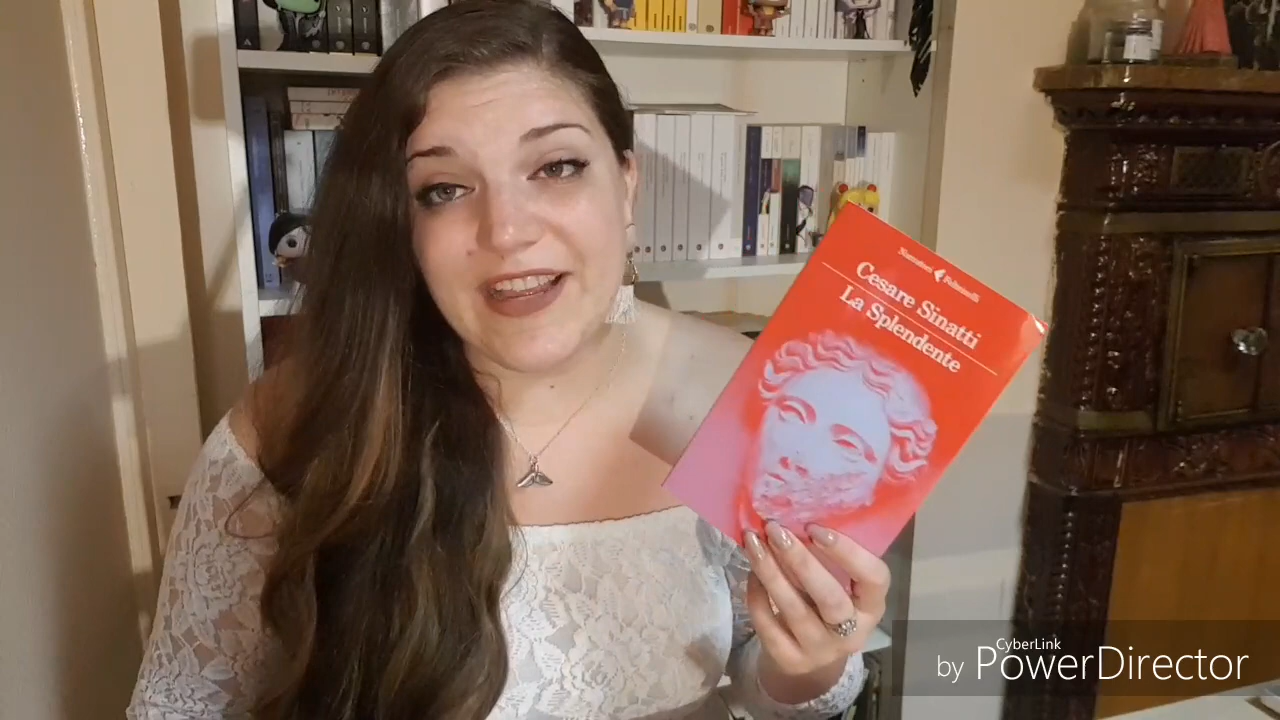 Narratori Feltrinelli
Cesare Sinatti
La Splendente
CyberLink
by PowerDirector